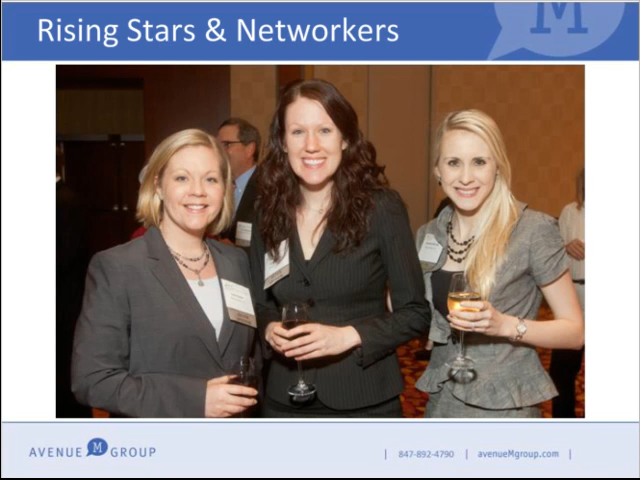 Rising Stars & Networkers
M
AVENUE M GROUP
| 847-892-4790 | avenueMgroup.com |